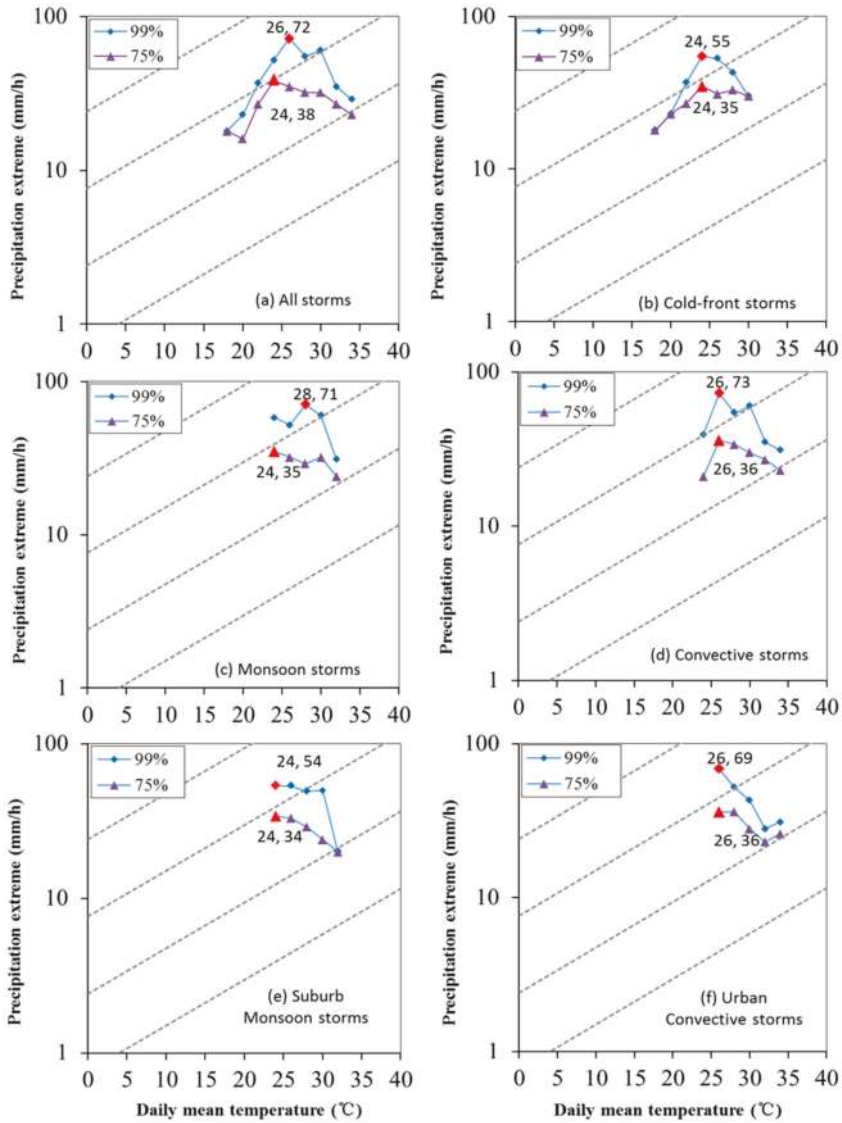 Precipitation extreme (mm/h)
100
10
1
99%
75%
26, 72
24, 38
(a) All storms
0 5 10 15 20 25 30 35 40
Precipitation extreme (mm/h)
100
10
1
99%
75%
24, 55
24, 35
(b) Cold-front storms
0 5 10 15 20 25 30 35 40
Precipitation extreme (mm/h)
100
10
1
99%
75%
28, 71
24, 35
(c) Monsoon storms
0 5 10 15 20 25 30 35 40
Precipitation extreme (mm/h)
100
10
1
99%
75%
26, 73
26, 36
(d) Convective storms
0 5 10 15 20 25 30 35 40
Precipitation extreme (mm/h)
100
10
1
99%
75%
24, 54
24, 34
(e) Suburb
Monsoon storms
0 5 10 15 20 25 30 35 40
Daily mean temperature (℃)
Precipitation extreme (mm/h)
100
10
1
99%
75%
26, 69
26, 36
(f) Urban
Convective storms
0 5 10 15 20 25 30 35 40
Daily mean temperature (℃)